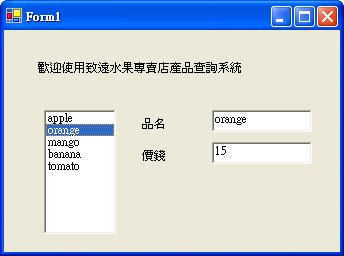 Form1
歡迎使用致遠水果專賣店產品查詢系統
apple
orange
mango
banana
tomato
品名
orange
價錢
15